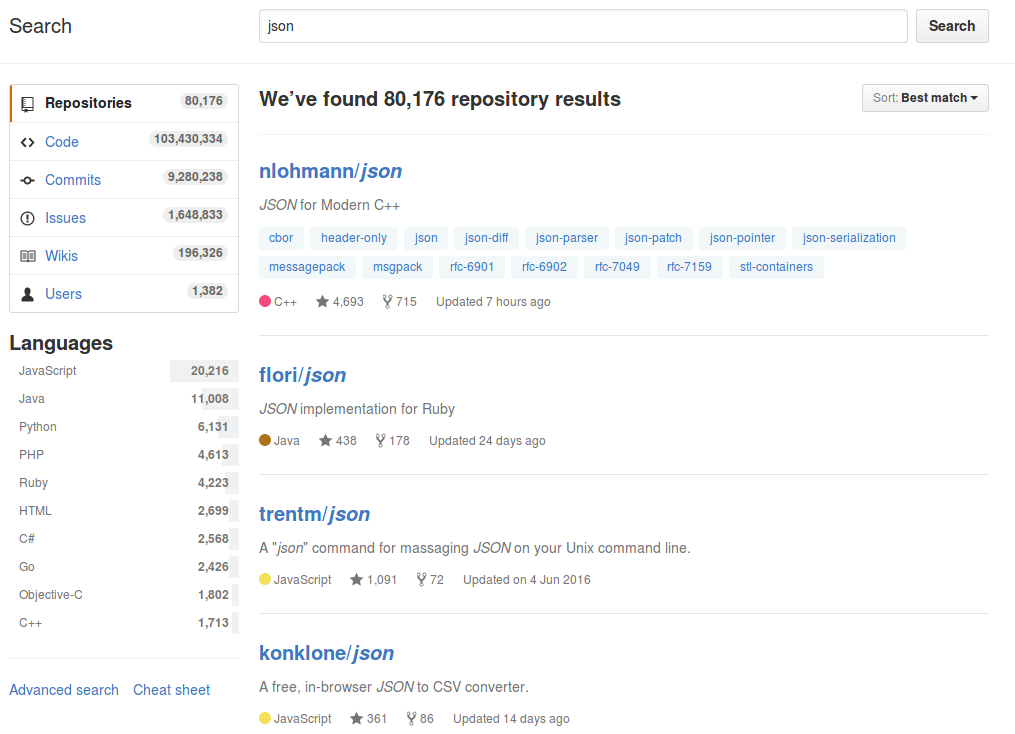 Search
json
Search
Repositories 80,176
Code 103,430,334
Commits 9,280,238
Issues 1,648,833
Wikis 196,326
Users 1,382
Languages
JavaScript 20,216
Java 11,008
Python 6,131
PHP 4,613
Ruby 4,223
HTML 2,699
C# 2,568
Go 2,426
Objective-C 1,802
C++ 1,713
Advanced search Cheat sheet
We’ve found 80,176 repository results
Sort: Best match
nlohmann/json
JSON for Modern C++
cbor header-only json json-diff json-parser json-patch json-pointer json-serialization
messagepack msgpack rfc-6901 rfc-6902 rfc-7049 rfc-7159 stl-containers
C++ 4,693 715 Updated 7 hours ago
flori/json
JSON implementation for Ruby
Java 438 178 Updated 24 days ago
trentm/json
A "json" command for massaging JSON on your Unix command line.
JavaScript 1,091 72 Updated on 4 Jun 2016
konklone/json
A free, in-browser JSON to CSV converter.
JavaScript 361 86 Updated 14 days ago